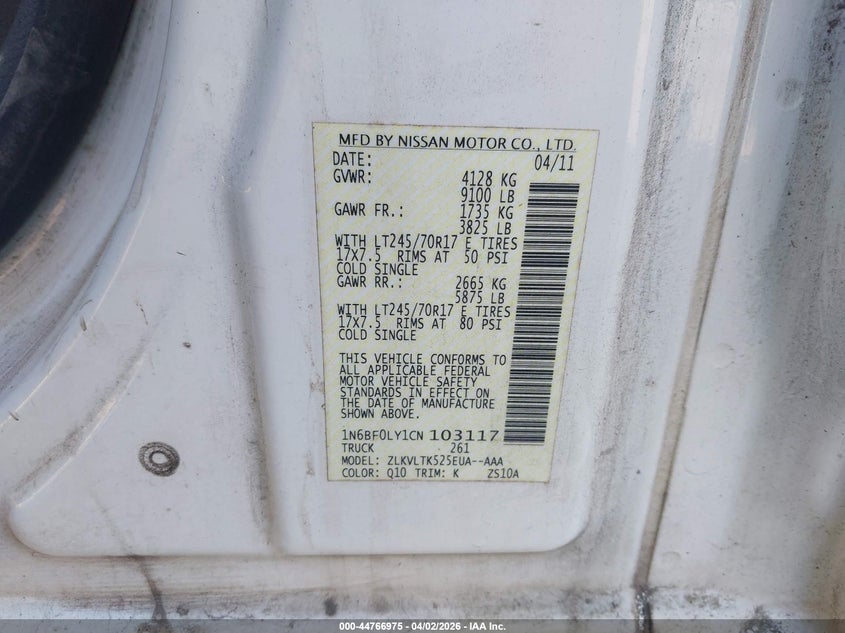 MFD BY NISSAN MOTOR CO., LTD.
DATE: 04/11
GVWR: 4128 KG
9100 LB
GAWR FR.: 1735 KG
3825 LB
WITH LT245/70R17 E TIRES
17X7.5 RIMS AT 50 PSI
COLD SINGLE
GAWR RR.: 2665 KG
5875 LB
WITH LT245/70R17 E TIRES
17X7.5 RIMS AT 80 PSI
COLD SINGLE
THIS VEHICLE CONFORMS TO
ALL APPLICABLE FEDERAL
MOTOR VEHICLE SAFETY
STANDARDS IN EFFECT ON
THE DATE OF MANUFACTURE
SHOWN ABOVE.
1N6BF0LY1CN 103117
TRUCK 261
MODEL: ZLKVLTK525EUA--AAA
COLOR: Q10 TRIM: K ZS10A
000-44766975 - 04/02/2026 - IAA Inc.